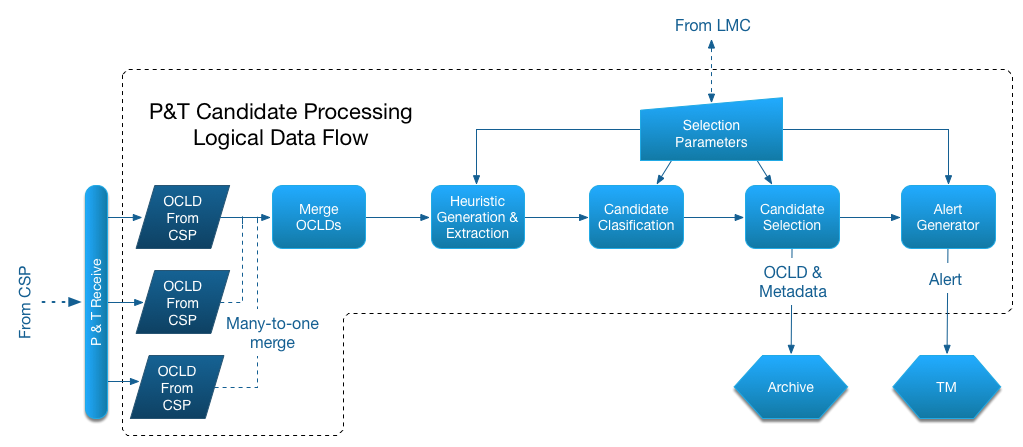 From LMC
P&T Candidate Processing
Logical Data Flow
Selection
Parameters
OCLD
From
CSP
Merge
OCLDs
Heuristic
Generation &
Extraction
Candidate
Clasification
Candidate
Selection
Alert
Generator
From CSP
P & T Receive
OCLD
From
CSP
OCLD &
Metadata
Alert
Many-to-one
merge
OCLD
From
CSP
Archive
TM